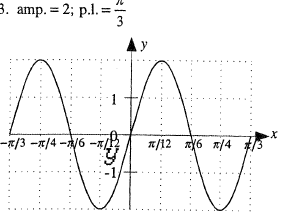 3. amp. = 2; p.l. = π/3
y
1
−π/3 −π/4 −π/6 −π/12 0 π/12 π/6 π/4 π/3 x
y
-1